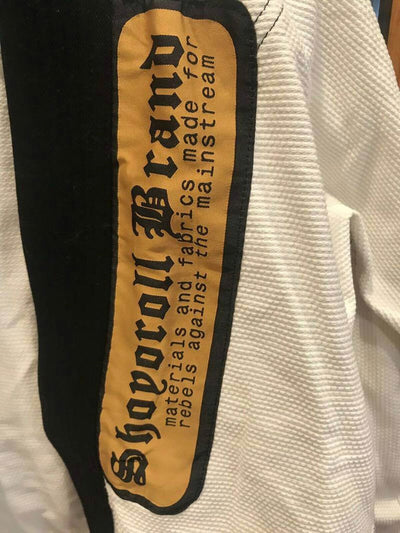 Shoyoroll Brand
materials and fabrics made for
rebels against the mainstream